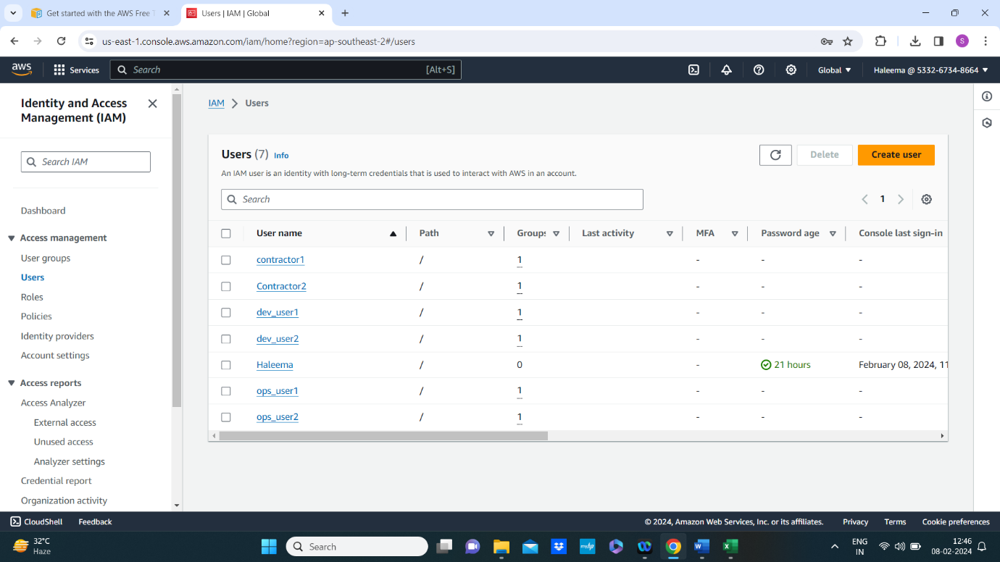 Get started with the AWS Free T
Users | IAM | Global
us-east-1.console.aws.amazon.com/iam/home?region=ap-southeast-2#/users
S
aws
Services
Search
[Alt+S]
Global
Haleema @ 5332-6734-8664
Identity and Access
Management (IAM)
Search IAM
Dashboard
Access management
User groups
Users
Roles
Policies
Identity providers
Account settings
Access reports
Access Analyzer
External access
Unused access
Analyzer settings
Credential report
Organization activity
IAM > Users
Users (7) Info
Delete
Create user
An IAM user is an identity with long-term credentials that is used to interact with AWS in an account.
Search
1
User name Path Groups Last activity MFA Password age Console last sign-in
contractor1 / 1 - - -
Contractor2 / 1 - - -
dev_user1 / 1 - - -
dev_user2 / 1 - - -
Haleema / 0 - 21 hours February 08, 2024, 11
ops_user1 / 1 - - -
ops_user2 / 1 - - -
CloudShell Feedback © 2024, Amazon Web Services, Inc. or its affiliates. Privacy Terms Cookie preferences
32°C
Haze
Search
myhp
ENG
IN
12:46
08-02-2024